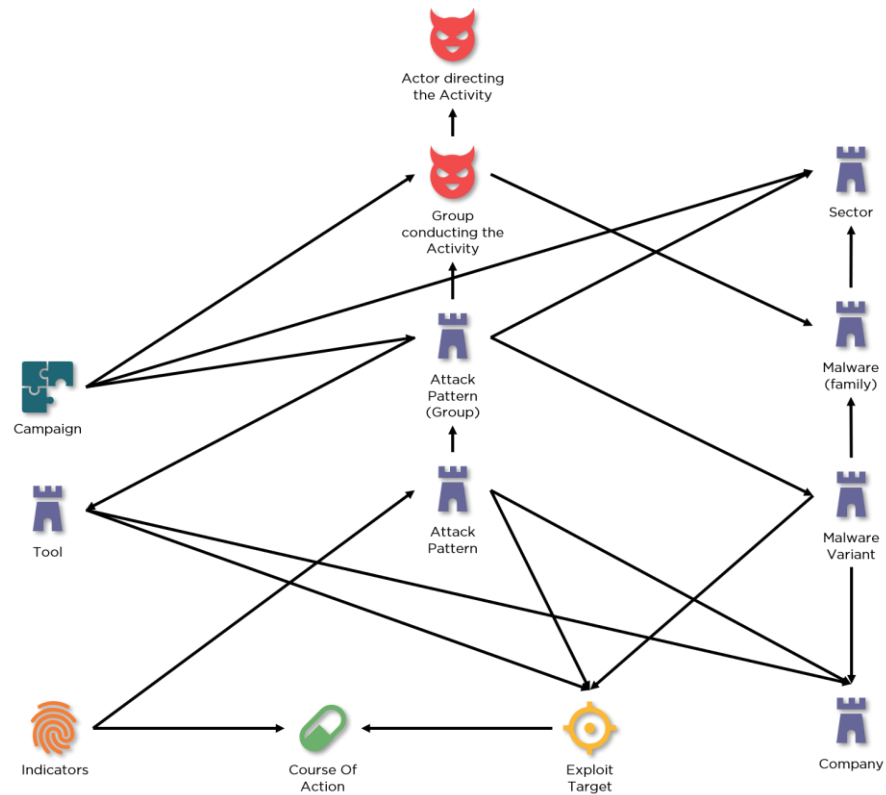 Actor directing
the Activity
Group
conducting the
Activity
Sector
Attack
Pattern
(Group)
Malware
(family)
Campaign
Tool
Attack
Pattern
Malware
Variant
Indicators
Course Of
Action
Exploit
Target
Company